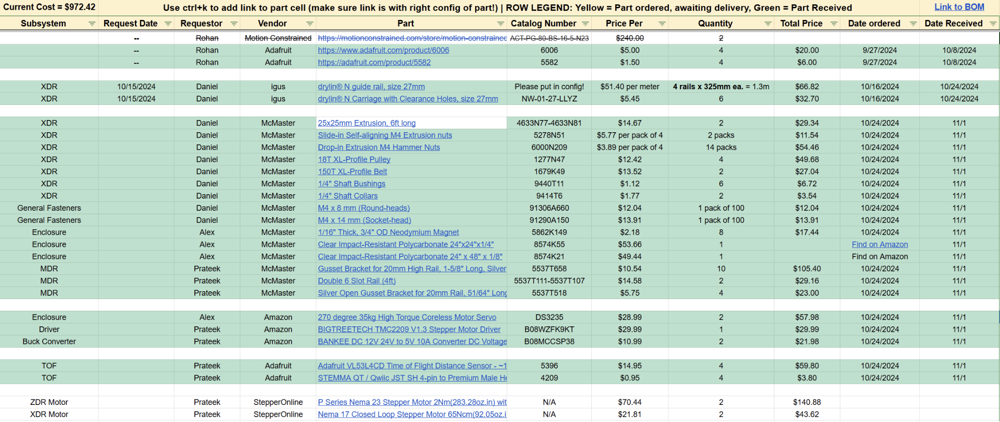 Current Cost = $972.42 Use ctrl+k to add link to part cell (make sure link is with right config of part!) | ROW LEGEND: Yellow = Part ordered, awaiting delivery, Green = Part Received Link to BOM
Subsystem Request Date Requestor Vendor Part Catalog Number Price Per Quantity Total Price Date ordered Date Received
-- Rohan Motion Constrained https://motionconstrained.com/store/motion-constrained ACT-PG-80-BS-16-5-N23 $240.00 2
-- Rohan Adafruit https://www.adafruit.com/product/6006 6006 $5.00 4 $20.00 9/27/2024 10/8/2024
-- Rohan Adafruit https://adafruit.com/product/5582 5582 $1.50 4 $6.00 9/27/2024 10/8/2024
XDR 10/15/2024 Daniel igus drylin® N guide rail, size 27mm Please put in config! $51.40 per meter 4 rails x 325mm ea. = 1.3m $66.82 10/16/2024 10/24/2024
XDR 10/15/2024 Daniel igus drylin® N Carriage with Clearance Holes, size 27mm NW-01-27-LLYZ $5.45 6 $32.70 10/16/2024 10/24/2024
XDR Daniel McMaster 25x25mm Extrusion, 6ft long 4633N77-4633N81 $14.67 2 $29.34 10/24/2024 11/1
XDR Daniel McMaster Slide-in Self-aligning M4 Extrusion nuts 5278N51 $5.77 per pack of 4 2 packs $11.54 10/24/2024 11/1
XDR Daniel McMaster Drop-in Extrusion M4 Hammer Nuts 6000N209 $3.89 per pack of 4 14 packs $54.46 10/24/2024 11/1
XDR Daniel McMaster 18T XL-Profile Pulley 1277N47 $12.42 4 $49.68 10/24/2024 11/1
XDR Daniel McMaster 150T XL-Profile Belt 1679K49 $13.52 2 $27.04 10/24/2024 11/1
XDR Daniel McMaster 1/4" Shaft Bushings 9440T11 $1.12 6 $6.72 10/24/2024 11/1
XDR Daniel McMaster 1/4" Shaft Collars 9414T6 $1.77 2 $3.54 10/24/2024 11/1
General Fasteners Daniel McMaster M4 x 8 mm (Round-heads) 91306A660 $12.04 1 pack of 100 $12.04 10/24/2024 11/1
General Fasteners Daniel McMaster M4 x 14 mm (Socket-head) 91290A150 $13.91 1 pack of 100 $13.91 10/24/2024 11/1
Enclosure Alex McMaster 1/16" Thick, 3/4" OD Neodymium Magnet 5862K149 $2.18 8 $17.44 10/24/2024 11/1
Enclosure Alex McMaster Clear Impact-Resistant Polycarbonate 24"x24"x1/4" 8574K55 $53.66 1 Find on Amazon 11/1
Enclosure Alex McMaster Clear Impact-Resistant Polycarbonate 24" x 48" x 1/8" 8574K21 $49.44 1 Find on Amazon 11/1
MDR Prateek McMaster Gusset Bracket for 20mm High Rail, 1-5/8" Long, Silver 5537T658 $10.54 10 $105.40 10/24/2024 11/1
MDR Prateek McMaster Double 6 Slot Rail (4ft) 5537T111-5537T107 $14.58 2 $29.16 10/24/2024 11/1
MDR Prateek McMaster Silver Open Gusset Bracket for 20mm Rail, 51/64" Long 5537T518 $5.75 4 $23.00 10/24/2024 11/1
Enclosure Alex Amazon 270 degree 35kg High Torque Coreless Motor Servo DS3235 $28.99 2 $57.98 10/24/2024 11/1
Driver Prateek Amazon BIGTREETECH TMC2209 V1.3 Stepper Motor Driver B08WZFK9KT $29.99 1 $29.99 10/24/2024 11/1
Buck Converter Prateek Amazon BANKEE DC 12V 24V to 5V 10A Converter DC Voltage B08MCCSP38 $10.99 2 $21.98 10/24/2024 11/1
TOF Prateek Adafruit Adafruit VL53L4CD Time of Flight Distance Sensor - ~1 5396 $14.95 4 $59.80 10/24/2024 11/1
TOF Prateek Adafruit STEMMA QT / Qwiic JST SH 4-pin to Premium Male He 4209 $0.95 4 $3.80 10/24/2024 11/1
ZDR Motor Prateek StepperOnline P Series Nema 23 Stepper Motor 2Nm(283.28oz.in) wit N/A $70.44 2 $140.88
XDR Motor Prateek StepperOnline Nema 17 Closed Loop Stepper Motor 65Ncm(92.05oz.i N/A $21.81 2 $43.62